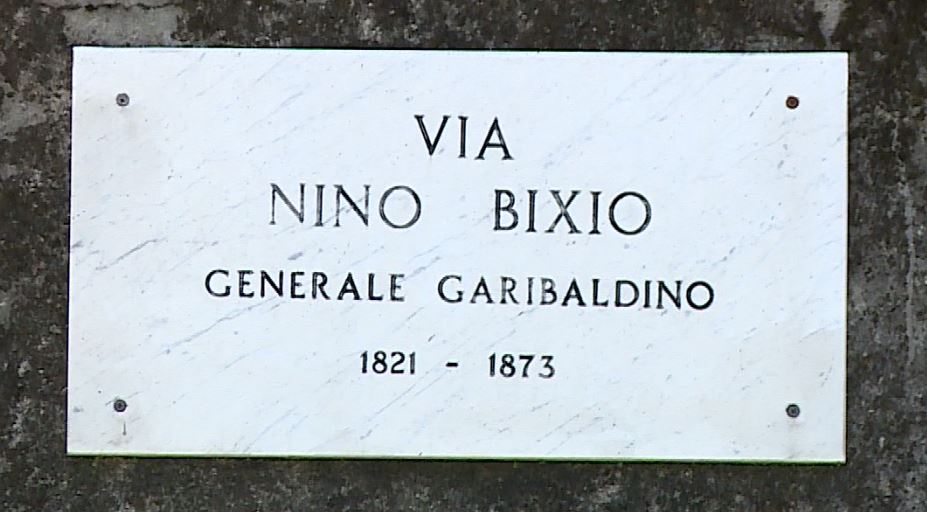 VIA
NINO BIXIO
GENERALE GARIBALDINO
1821 - 1873